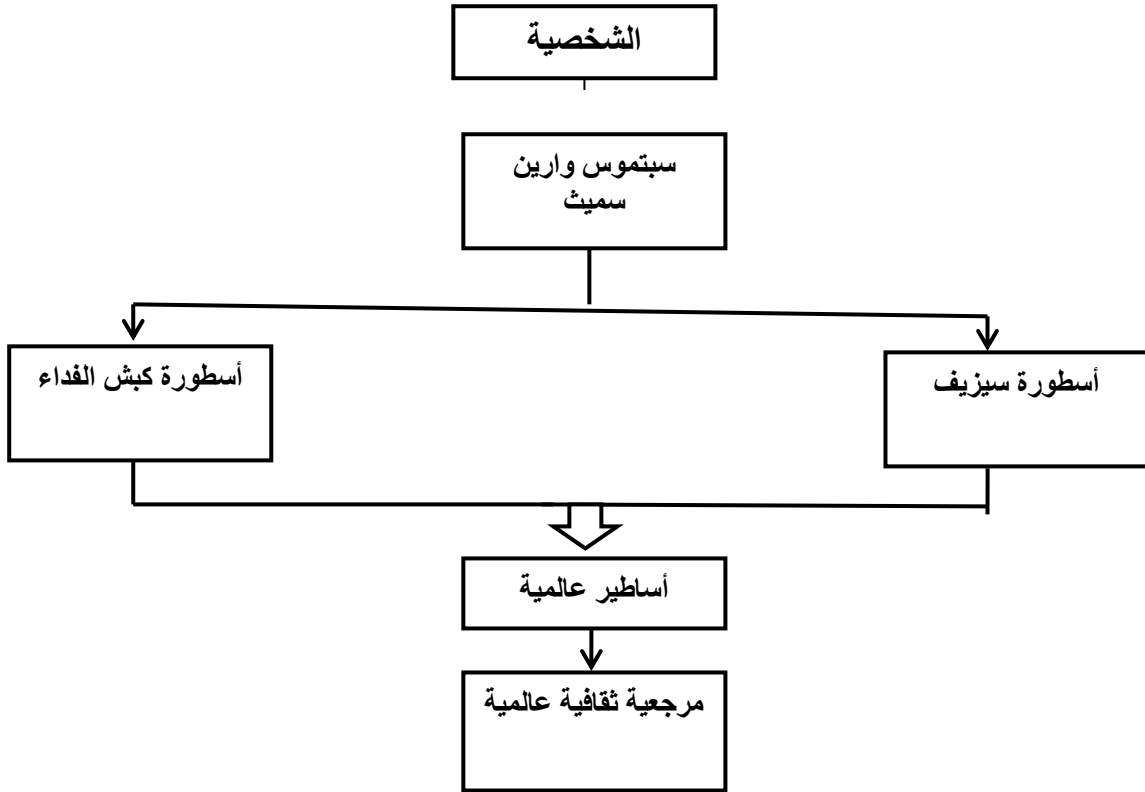 الشخصية
سبتموس وارين
سميث
أسطورة سيزيف
أسطورة كبش الفداء
أساطير عالمية
مرجعية ثقافية عالمية